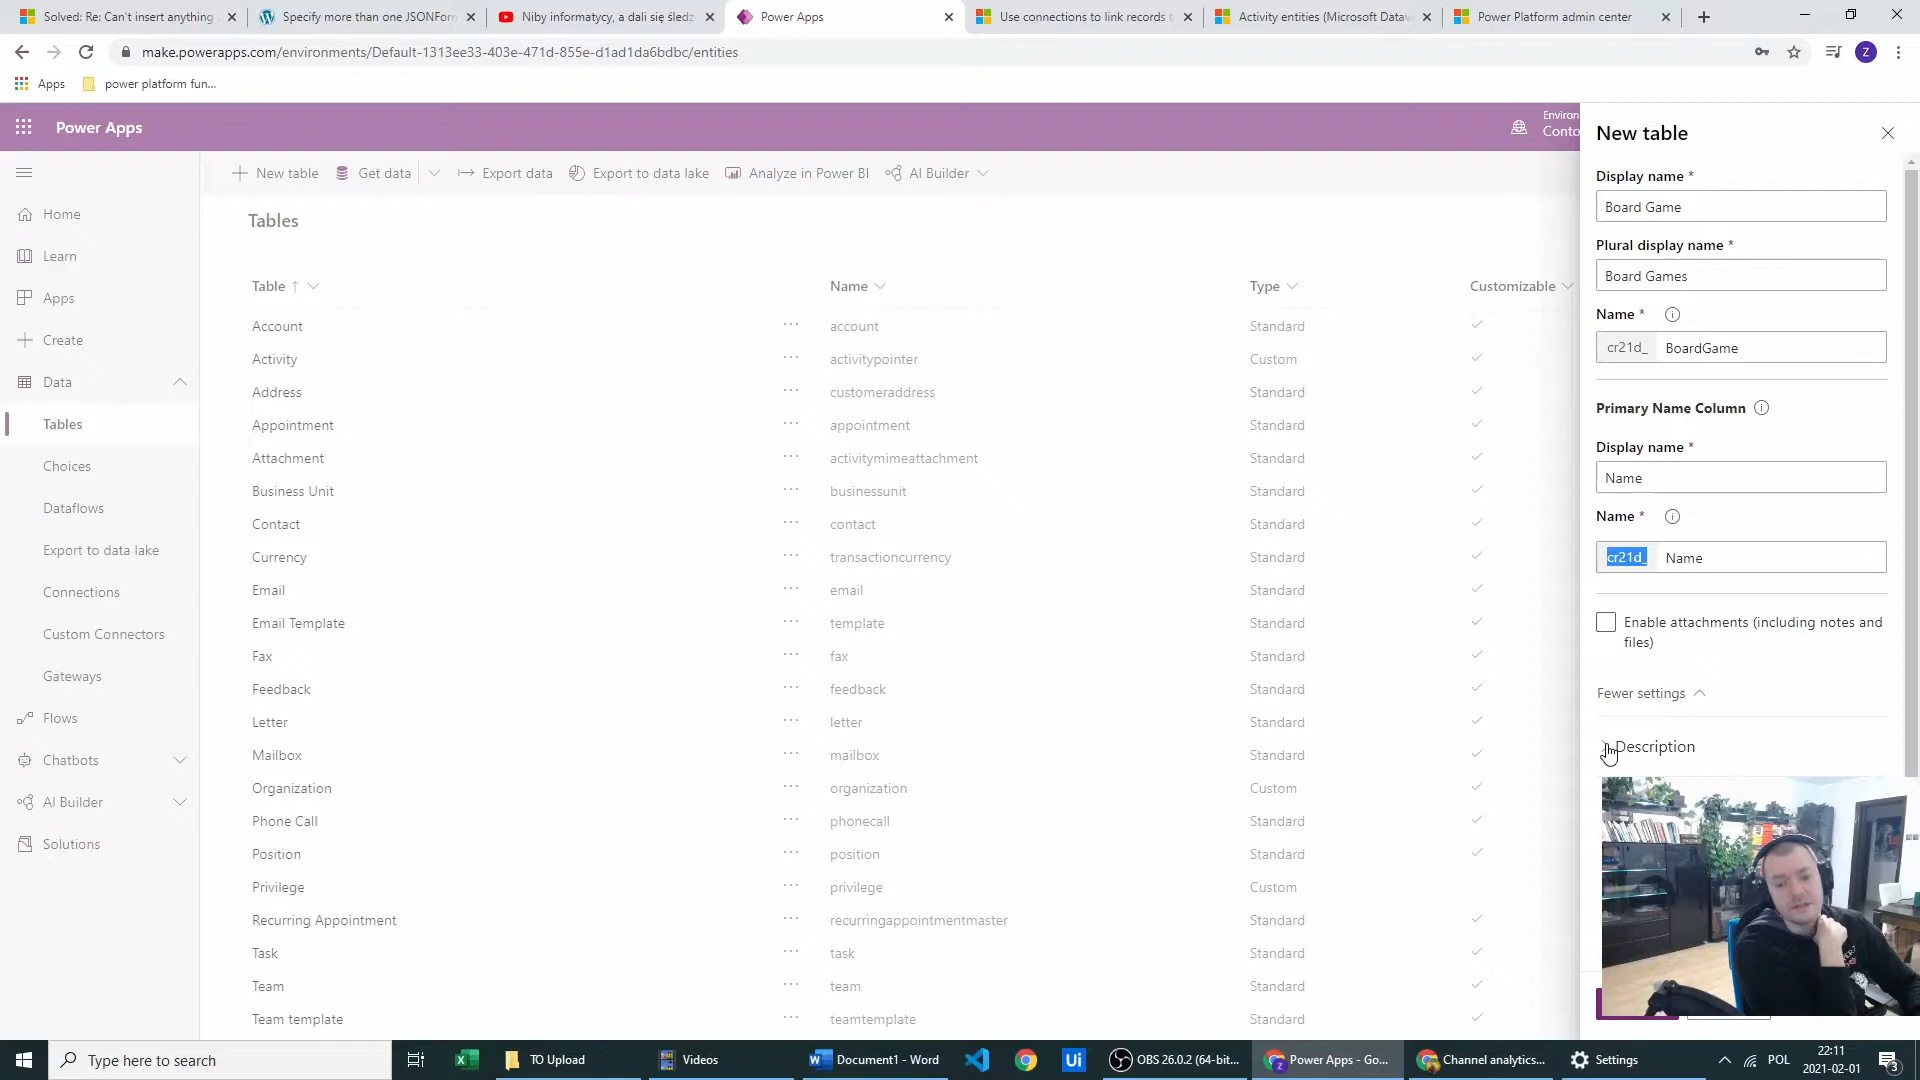 Solved: Re: Can't insert anything
Specify more than one JSONForm
Niby informatycy, a dali się śledz
Power Apps
Use connections to link records t
Activity entities (Microsoft Datav
Power Platform admin center
make.powerapps.com/environments/Default-1313ee33-403e-471d-855e-d1ad1da6bdbc/entities
Z
Apps
power platform fun...
Power Apps
Environ
Conto
New table
Get data
Export data
Export to data lake
Analyze in Power BI
AI Builder
Home
Learn
Apps
Create
Data
Tables
Choices
Dataflows
Export to data lake
Connections
Custom Connectors
Gateways
Flows
Chatbots
AI Builder
Solutions
Tables
Table ↑ Name Type Customizable
Account ... account Standard
Activity ... activitypointer Custom
Address ... customeraddress Standard
Appointment ... appointment Standard
Attachment ... activitymimeattachment Standard
Business Unit ... businessunit Standard
Contact ... contact Standard
Currency ... transactioncurrency Standard
Email ... email Standard
Email Template ... template Standard
Fax ... fax Standard
Feedback ... feedback Standard
Letter ... letter Standard
Mailbox ... mailbox Standard
Organization ... organization Custom
Phone Call ... phonecall Standard
Position ... position Standard
Privilege ... privilege Custom
Recurring Appointment ... recurringappointmentmaster Standard
Task ... task Standard
Team ... team Standard
Team template ... teamtemplate Standard
New table
Display name *
Board Game
Plural display name *
Board Games
Name *
cr21d_ BoardGame
Primary Name Column
Display name *
Name
Name *
cr21d_ Name
Enable attachments (including notes and
files)
Fewer settings
Description
Type here to search
TO Upload
Videos
Document1 - Word
Ui
OBS 26.0.2 (64-bit...
Power Apps - Go...
Channel analytics...
Settings
POL
22:11
2021-02-01
3